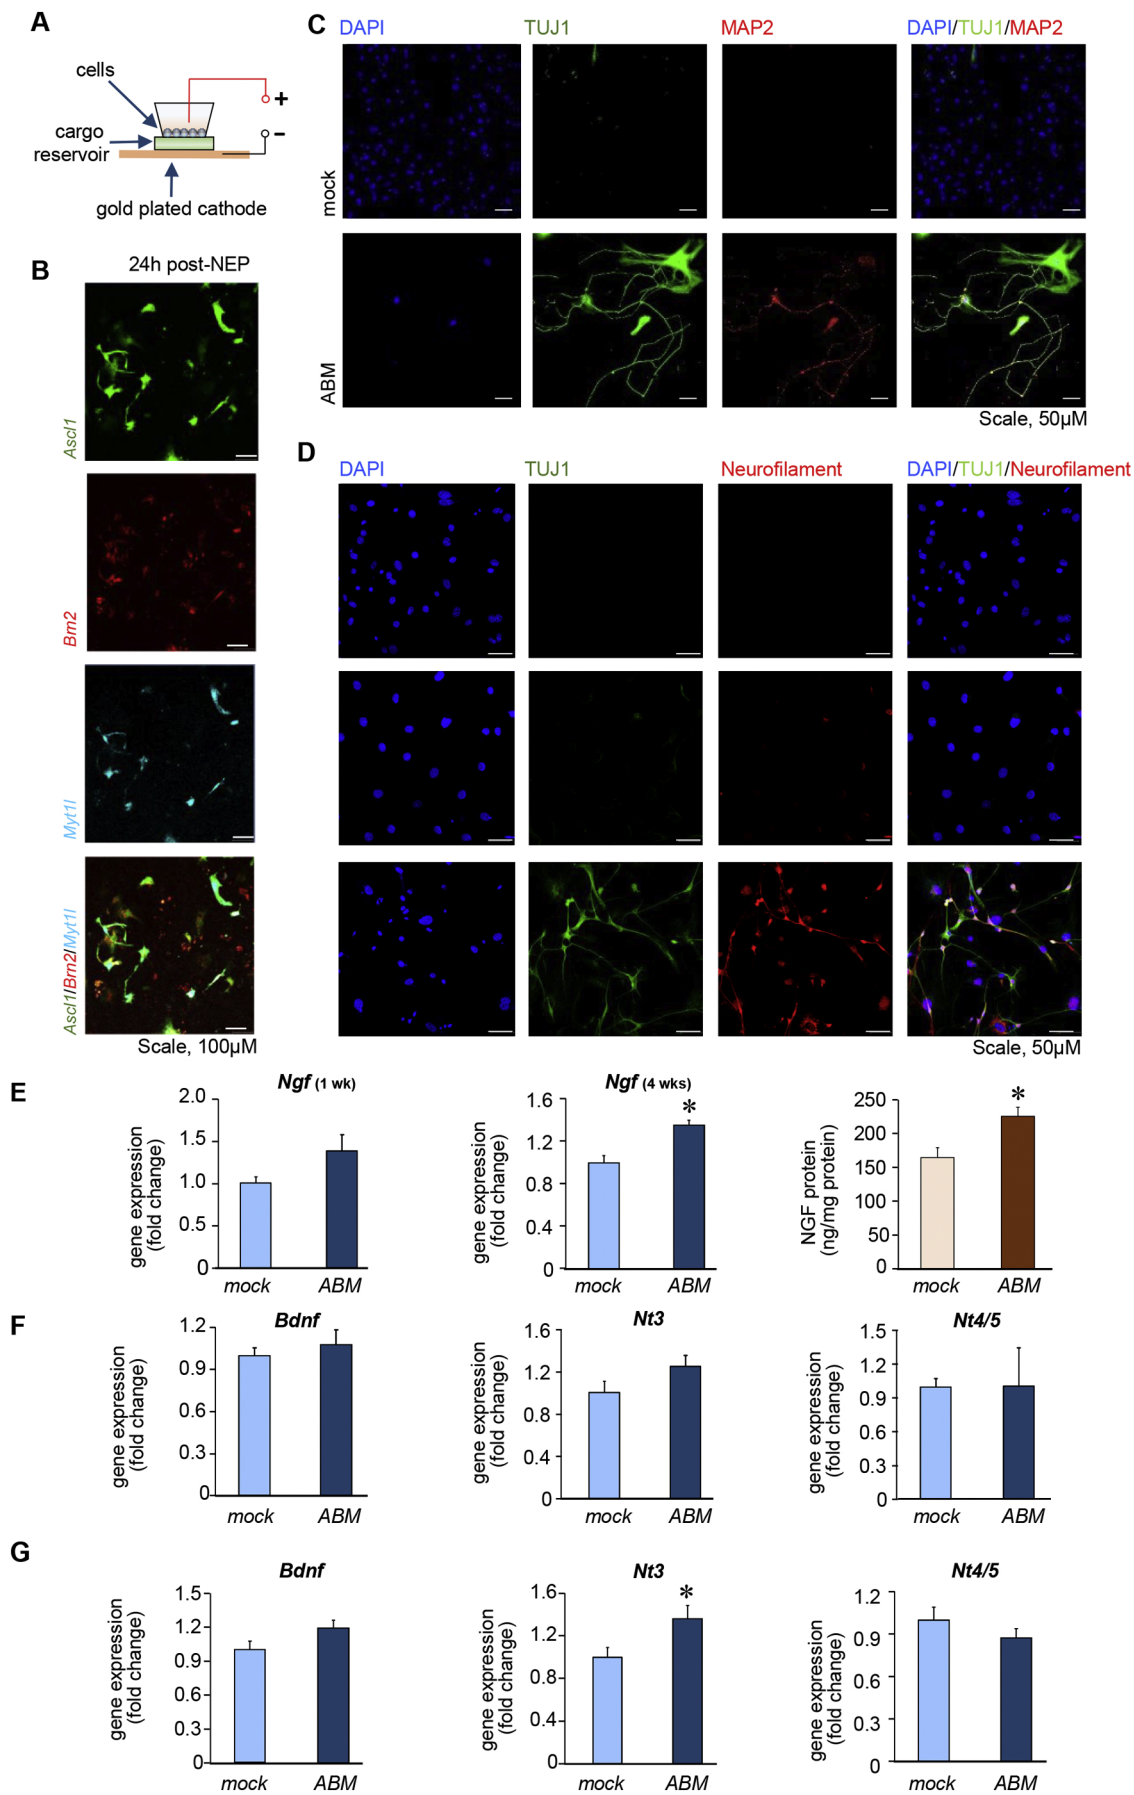 A
cells
cargo
reservoir
+
−
gold plated cathode
B
24h post-NEP
Ascl1
Brn2
Myt1l
Ascl1/Brn2/Myt1l
Scale, 100µM
C
DAPI
TUJ1
MAP2
DAPI/TUJ1/MAP2
mock
ABM
Scale, 50µM
D
DAPI
TUJ1
Neurofilament
DAPI/TUJ1/Neurofilament
Scale, 50µM
E
Ngf (1 wk)
gene expression
(fold change)
2.0
1.5
1.0
0.5
0
mock ABM
Ngf (4 wks)
gene expression
(fold change)
1.6
1.2
0.8
0.4
0
*
mock ABM
NGF protein
(ng/mg protein)
250
200
150
100
50
0
*
mock ABM
F
Bdnf
gene expression
(fold change)
1.2
0.9
0.6
0.3
0
mock ABM
Nt3
gene expression
(fold change)
1.6
1.2
0.8
0.4
0
mock ABM
Nt4/5
gene expression
(fold change)
1.5
1.2
0.9
0.6
0.3
0
mock ABM
G
Bdnf
gene expression
(fold change)
1.5
1.2
0.9
0.6
0.3
0
mock ABM
Nt3
gene expression
(fold change)
1.6
1.2
0.8
0.4
0
*
mock ABM
Nt4/5
gene expression
(fold change)
1.2
0.9
0.6
0.3
0
mock ABM